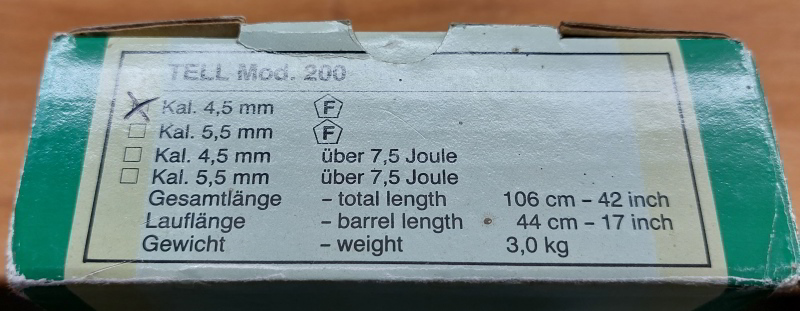 TELL Mod. 200
Kal. 4,5 mm F
Kal. 5,5 mm F
Kal. 4,5 mm über 7,5 Joule
Kal. 5,5 mm über 7,5 Joule
Gesamtlänge – total length 106 cm – 42 inch
Lauflänge – barrel length 44 cm – 17 inch
Gewicht – weight 3,0 kg